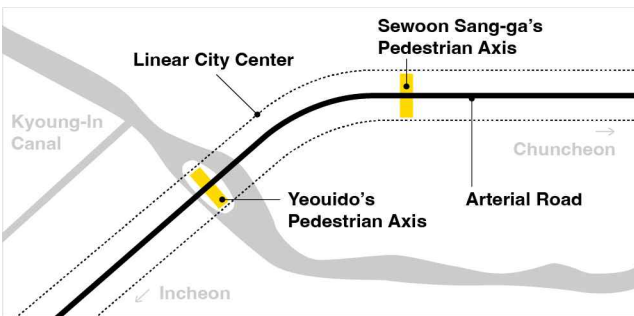 Sewoon Sang-ga's
Pedestrian Axis
Linear City Center
Kyoung-In
Canal
Chuncheon
Yeouido's
Pedestrian Axis
Arterial Road
Incheon